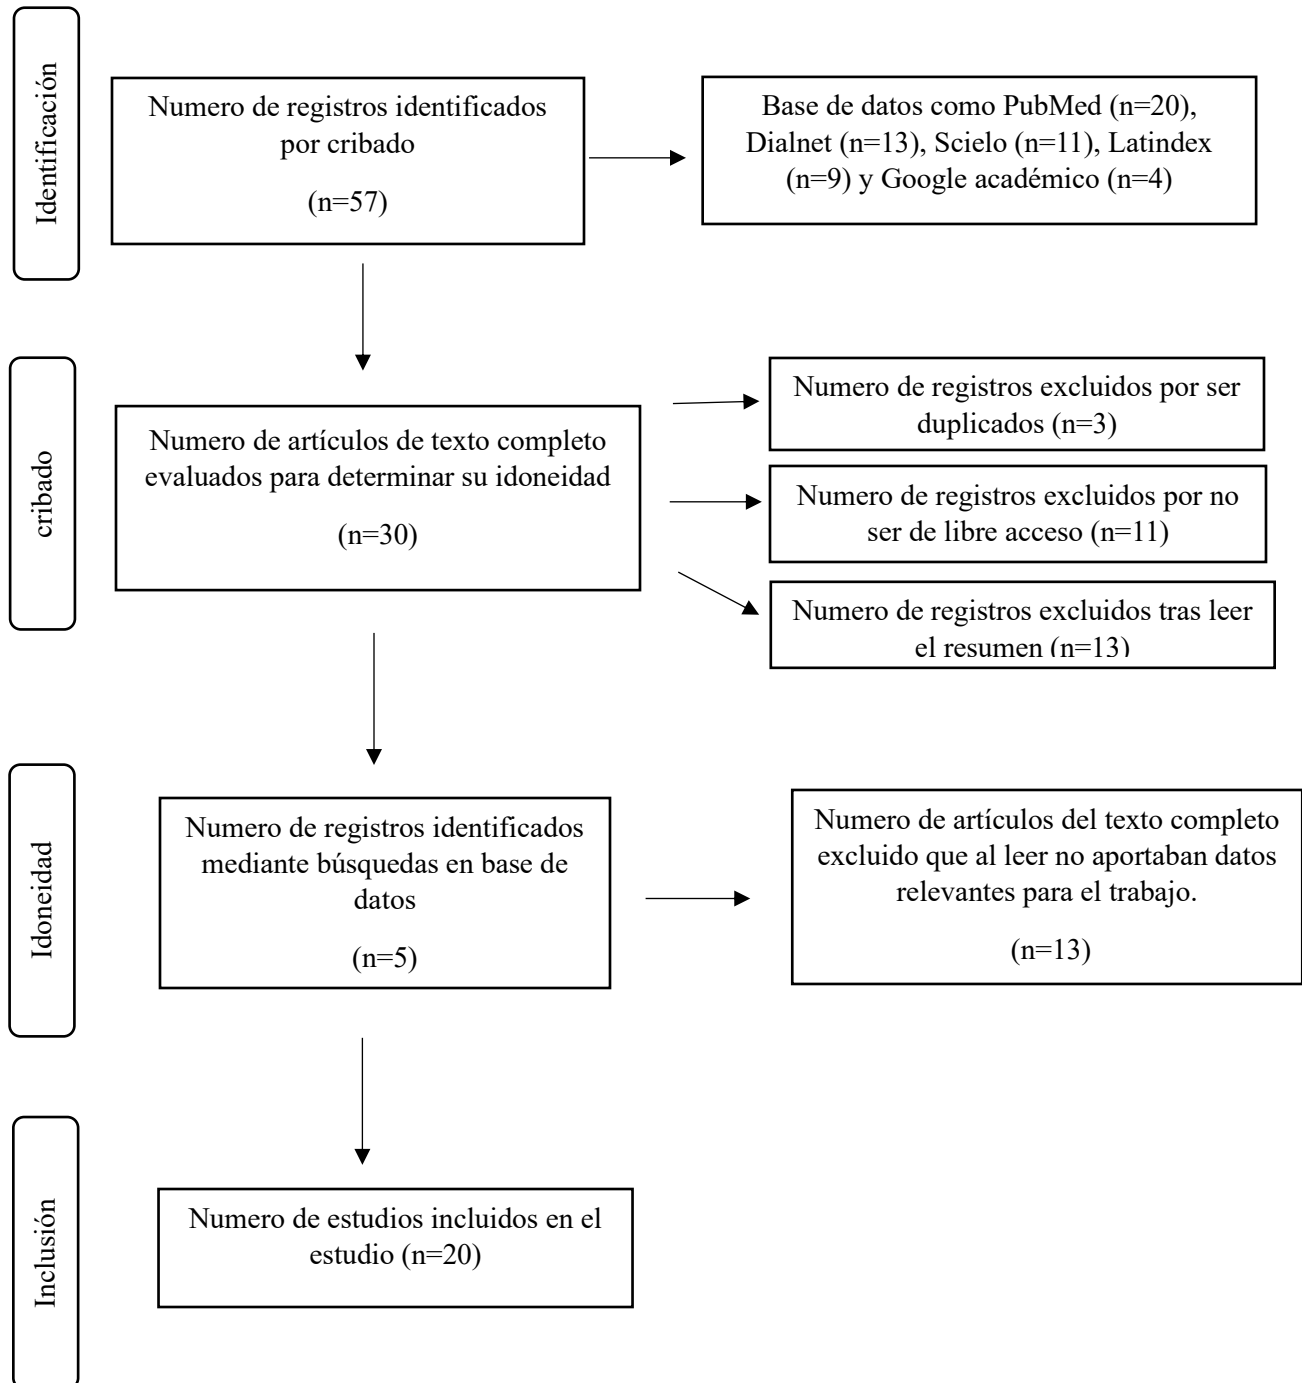 Identificación
Numero de registros identificados
por cribado
(n=57)
Base de datos como PubMed (n=20),
Dialnet (n=13), Scielo (n=11), Latindex
(n=9) y Google académico (n=4)
cribado
Numero de artículos de texto completo
evaluados para determinar su idoneidad
(n=30)
Numero de registros excluidos por ser
duplicados (n=3)
Numero de registros excluidos por no
ser de libre acceso (n=11)
Numero de registros excluidos tras leer
el resumen (n=13)
Idoneidad
Numero de registros identificados
mediante búsquedas en base de
datos
(n=5)
Numero de artículos del texto completo
excluido que al leer no aportaban datos
relevantes para el trabajo.
(n=13)
Inclusión
Numero de estudios incluidos en el
estudio (n=20)